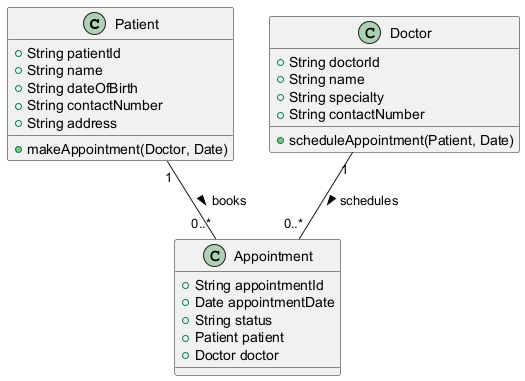 C Patient
String patientId
String name
String dateOfBirth
String contactNumber
String address
makeAppointment(Doctor, Date)
C Doctor
String doctorId
String name
String specialty
String contactNumber
scheduleAppointment(Patient, Date)
1
1
books
schedules
0..*
0..*
C Appointment
String appointmentId
Date appointmentDate
String status
Patient patient
Doctor doctor